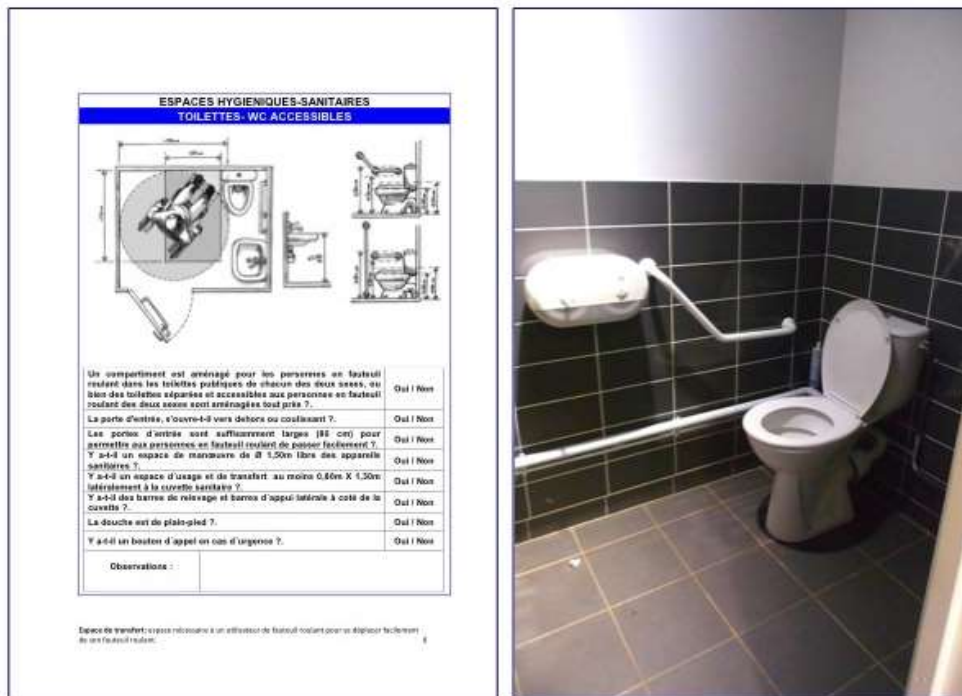 ESPACES HYGIENIQUES-SANITAIRES
TOILETTES- WC ACCESSIBLES
Un compartiment est aménagé pour les personnes en fauteuil
roulant dans les toilettes publiques de chacun des deux sexes, ou
bien des toilettes séparées et accessibles aux personnes en fauteuil
roulant des deux sexes sont aménagées tout près ?.
Oui / Non
La porte d'entrée, s'ouvre-t-il vers dehors ou coulissant ?.
Oui / Non
Les portes d'entrée sont suffisamment larges (85 cm) pour
permettre aux personnes en fauteuil roulant de passer facilement ?.
Oui / Non
Y a-t-il un espace de manœuvre de Ø 1,50m libre des appareils
sanitaires ?.
Oui / Non
Y a-t-il un espace d'usage et de transfert au moins 0,80m X 1,30m
latéralement à la cuvette sanitaire ?.
Oui / Non
Y a-t-il des barres de relevage et barres d'appui latérale à coté de la
cuvette ?.
Oui / Non
La douche est de plain-pied ?.
Oui / Non
Y a-t-il un bouton d'appel en cas d'urgence ?.
Oui / Non
Observations :
Espace de transfert: espace nécessaire à un utilisateur de fauteuil roulant pour se déplacer facilement
de son fauteuil roulant.